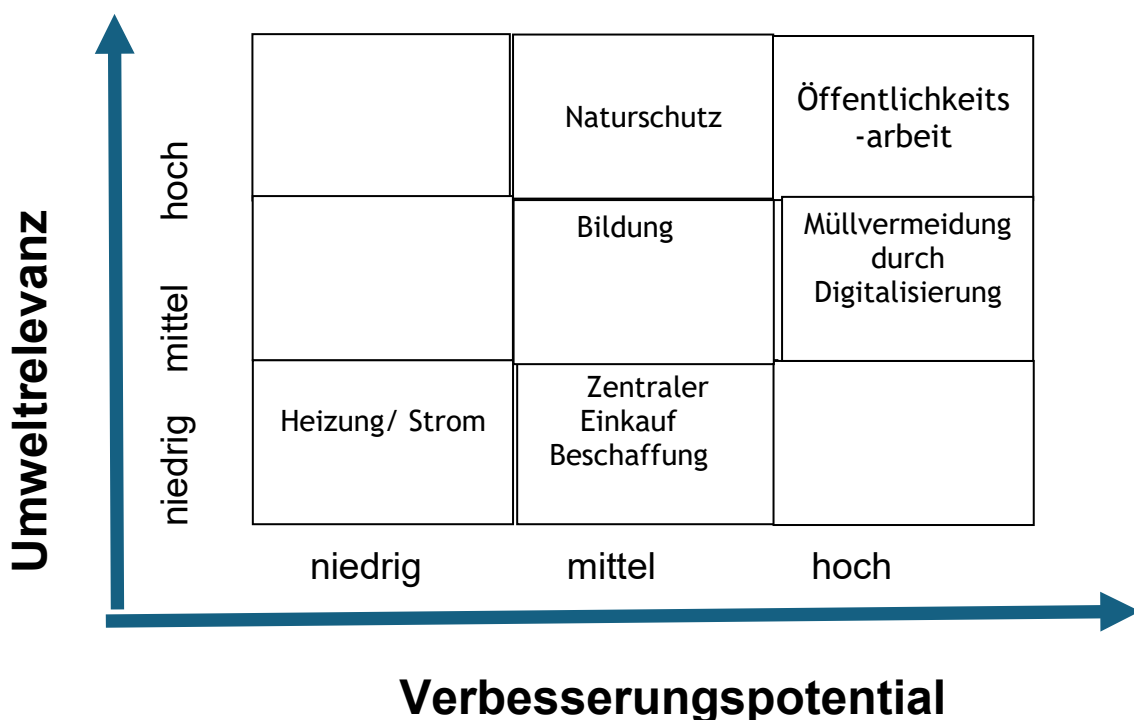 Umweltrelevanz
hoch
mittel
niedrig
Naturschutz
Öffentlichkeits
-arbeit
Bildung
Müllvermeidung
durch
Digitalisierung
Heizung/ Strom
Zentraler
Einkauf
Beschaffung
niedrig
mittel
hoch
Verbesserungspotential